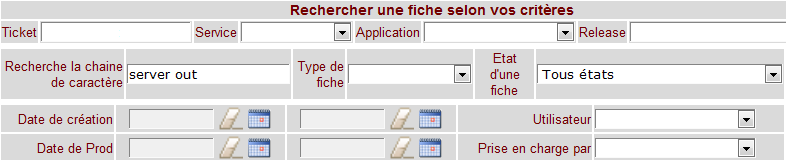 Rechercher une fiche selon vos critères
Ticket Service Application Release
Recherche la chaine de caractère server out Type de fiche Etat d'une fiche Tous états
Date de création Utilisateur
Date de Prod Prise en charge par